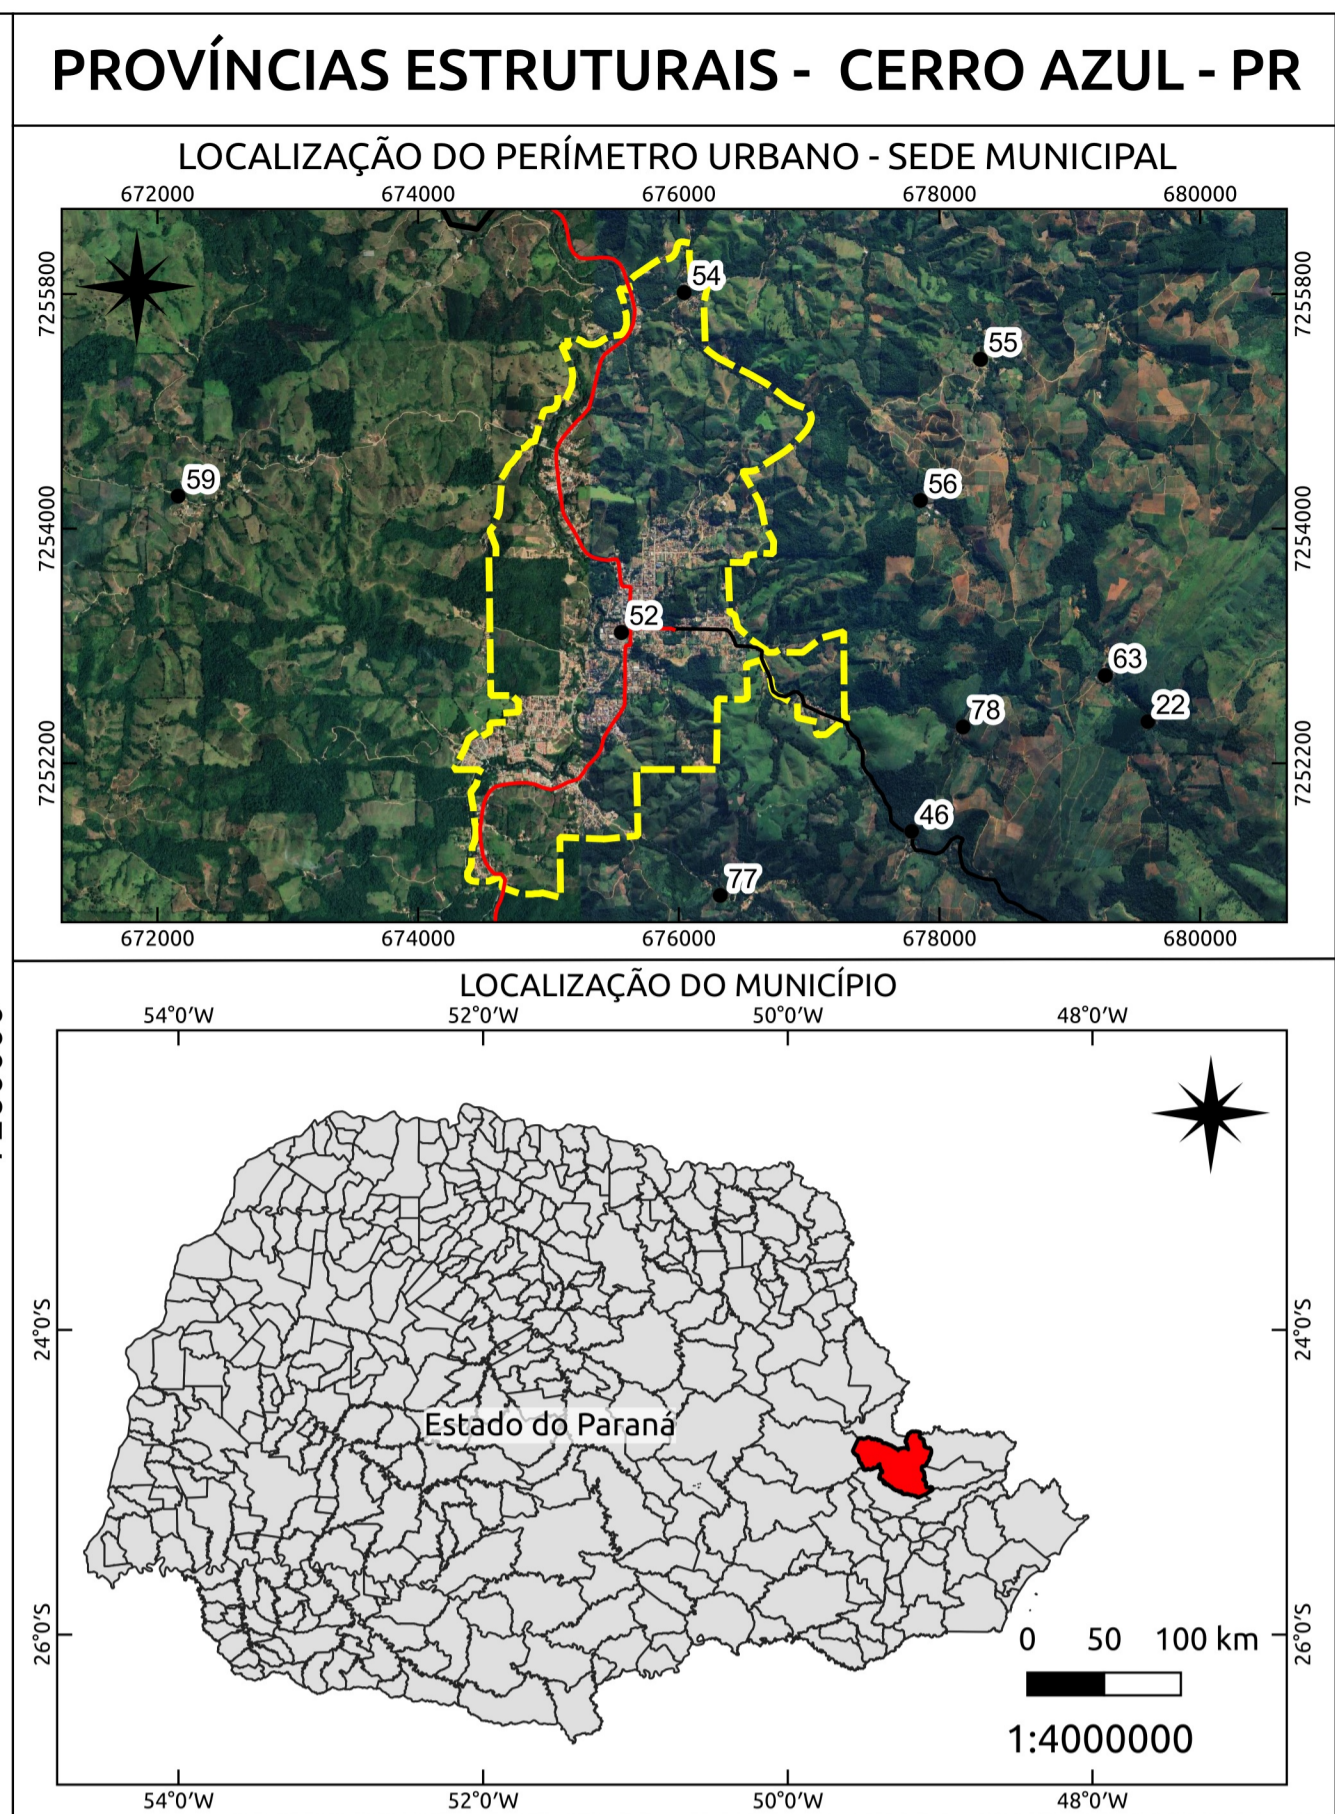 PROVÍNCIAS ESTRUTURAIS - CERRO AZUL - PR
LOCALIZAÇÃO DO PERÍMETRO URBANO - SEDE MUNICIPAL
672000 674000 676000 678000 680000
7255800
7255800
54
55
59
56
7254000
7254000
52
63
22
78
7252200
7252200
46
77
672000 674000 676000 678000 680000
LOCALIZAÇÃO DO MUNICÍPIO
54°0'W 52°0'W 50°0'W 48°0'W
24°0'S
24°0'S
Estado do Paraná
26°0'S
26°0'S
0 50 100 km
1:4000000
54°0'W 52°0'W 50°0'W 48°0'W